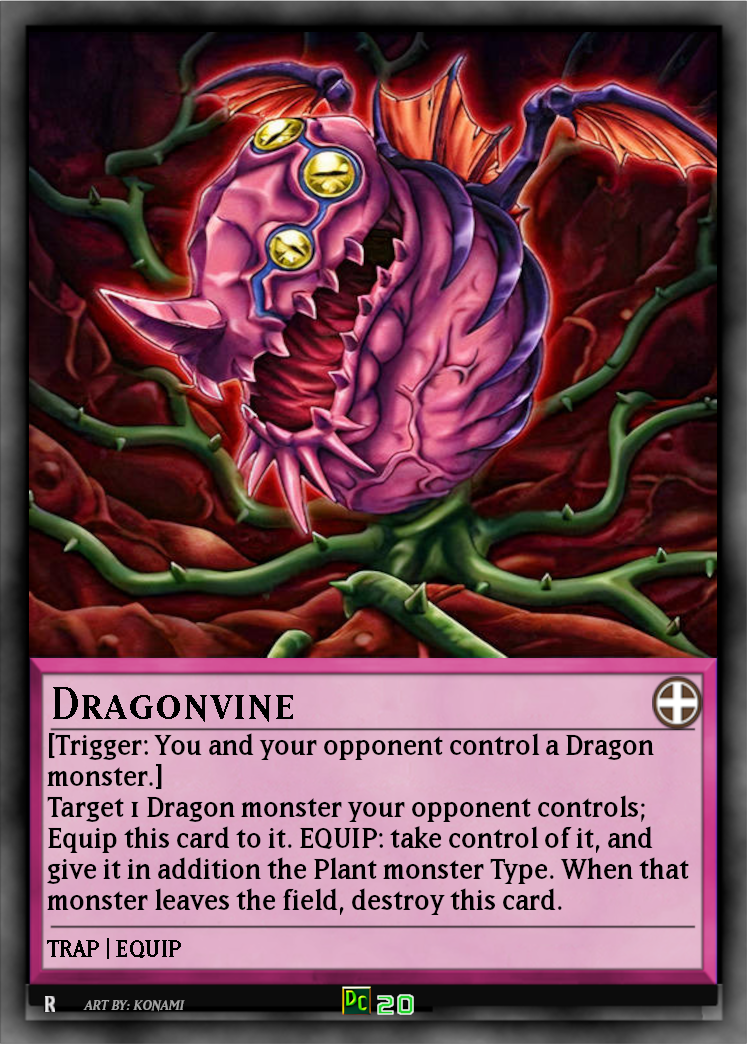 DRAGONVINE
[Trigger: You and your opponent control a Dragon
monster.]
Target 1 Dragon monster your opponent controls;
Equip this card to it. EQUIP: take control of it, and
give it in addition the Plant monster Type. When that
monster leaves the field, destroy this card.
TRAP | EQUIP
R ART BY: KONAMI DC 20